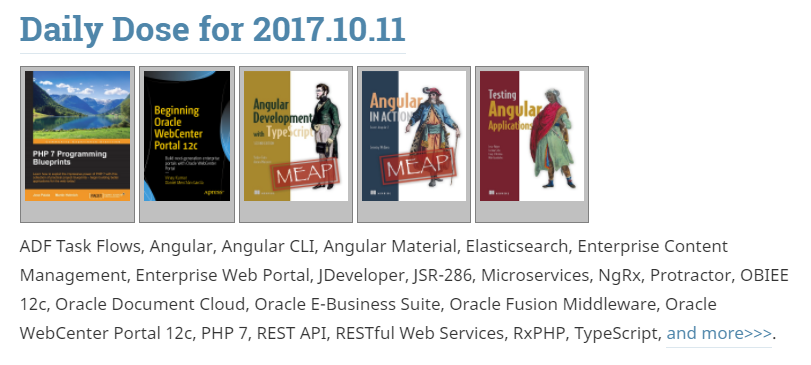 Daily Dose for 2017.10.11
PHP 7 Programming
Blueprints
Beginning
Oracle
WebCenter
Portal 12c
Apress
Angular
Development
with TypeScript
MEAP
Angular
IN ACTION
MEAP
Testing
Angular
Applications
ADF Task Flows, Angular, Angular CLI, Angular Material, Elasticsearch, Enterprise Content
Management, Enterprise Web Portal, JDeveloper, JSR-286, Microservices, NgRx, Protractor, OBIEE
12c, Oracle Document Cloud, Oracle E-Business Suite, Oracle Fusion Middleware, Oracle
WebCenter Portal 12c, PHP 7, REST API, RESTful Web Services, RxPHP, TypeScript, and more>>>.